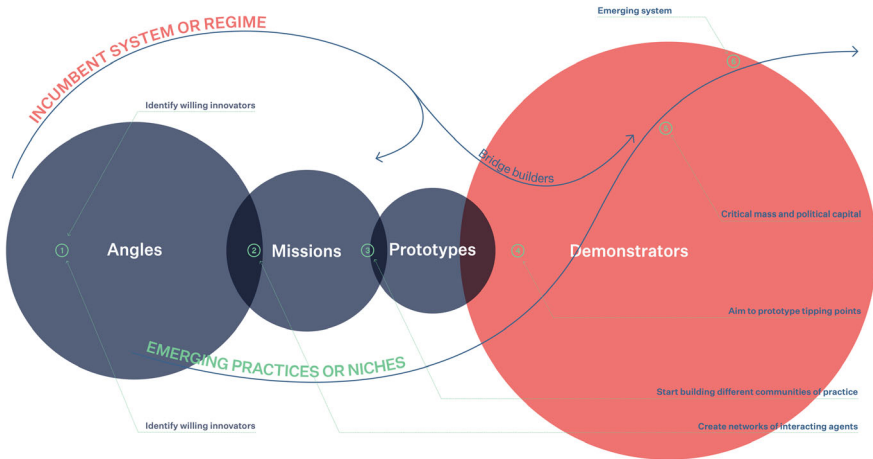 Emerging system
INCUMBENT SYSTEM OR REGIME
6
Identify willing innovators
5
Bridge builders
Critical mass and political capital
1
Angles
2
Missions
3
Prototypes
4
Demonstrators
Aim to prototype tipping points
EMERGING PRACTICES OR NICHES
Start building different communities of practice
Identify willing innovators
Create networks of interacting agents